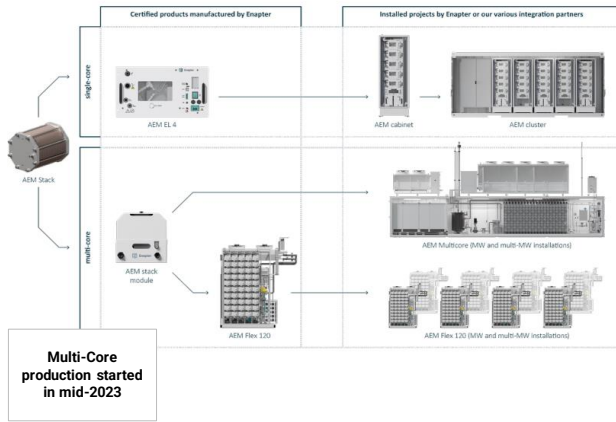 Certified products manufactured by Enapter
Installed projects by Enapter or our various integration partners
single-core
AEM EL 4
AEM cabinet
AEM cluster
AEM Stack
multi-core
AEM Multicore (MW and multi-MW installations)
AEM stack
module
AEM Flex 120
AEM Flex 120 (MW and multi-MW installations)
Multi-Core
production started
in mid-2023